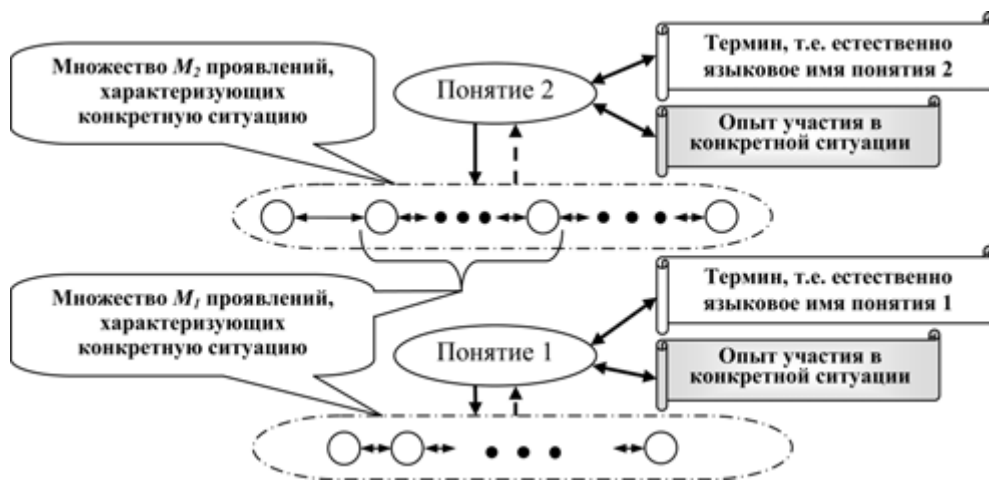 Множество M₂ проявлений,
характеризующих
конкретную ситуацию
Понятие 2
Термин, т.е. естественно
языковое имя понятия 2
Опыт участия в
конкретной ситуации
Множество M₁ проявлений,
характеризующих
конкретную ситуацию
Понятие 1
Термин, т.е. естественно
языковое имя понятия 1
Опыт участия в
конкретной ситуации